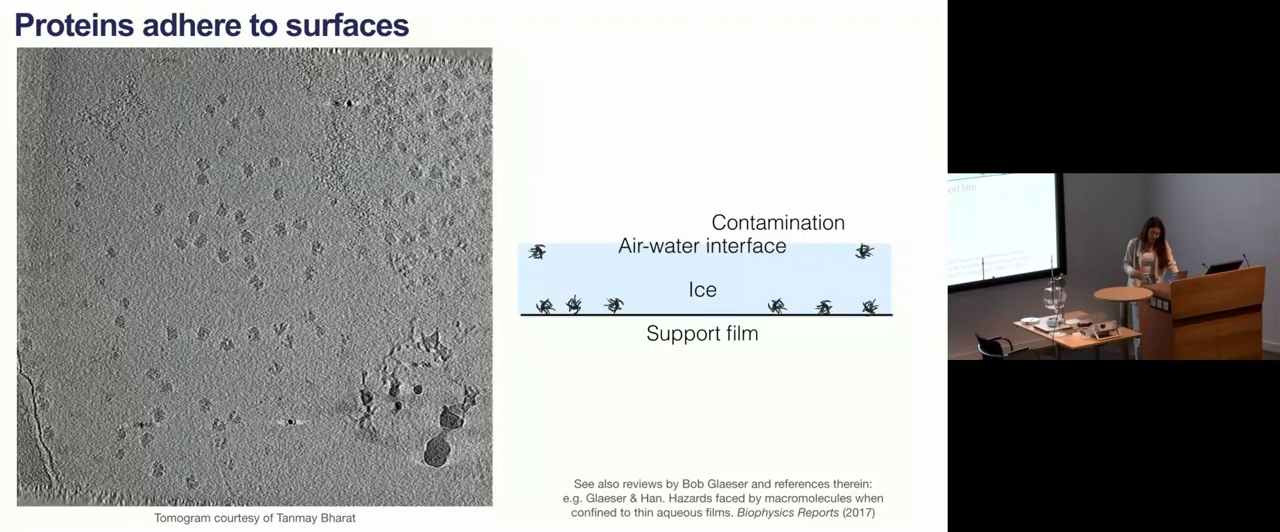 Proteins adhere to surfaces
Contamination
Air-water interface
Ice
Support film
See also reviews by Bob Glaeser and references therein:
e.g. Glaeser & Han. Hazards faced by macromolecules when
confined to thin aqueous films. Biophysics Reports (2017)
Tomogram courtesy of Tanmay Bharat